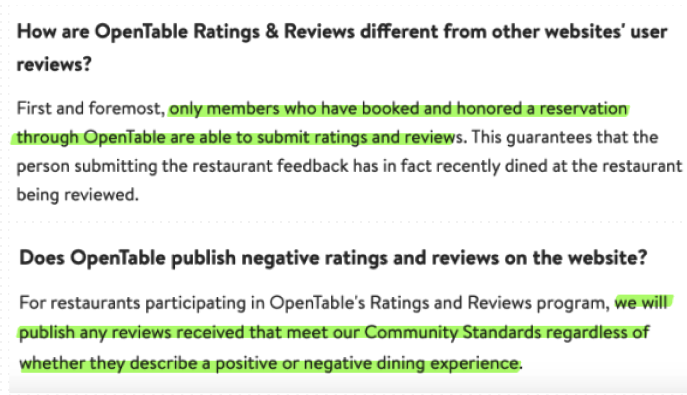 How are OpenTable Ratings & Reviews different from other websites' user
reviews?
First and foremost, only members who have booked and honored a reservation
through OpenTable are able to submit ratings and reviews. This guarantees that the
person submitting the restaurant feedback has in fact recently dined at the restaurant
being reviewed.
Does OpenTable publish negative ratings and reviews on the website?
For restaurants participating in OpenTable's Ratings and Reviews program, we will
publish any reviews received that meet our Community Standards regardless of
whether they describe a positive or negative dining experience.